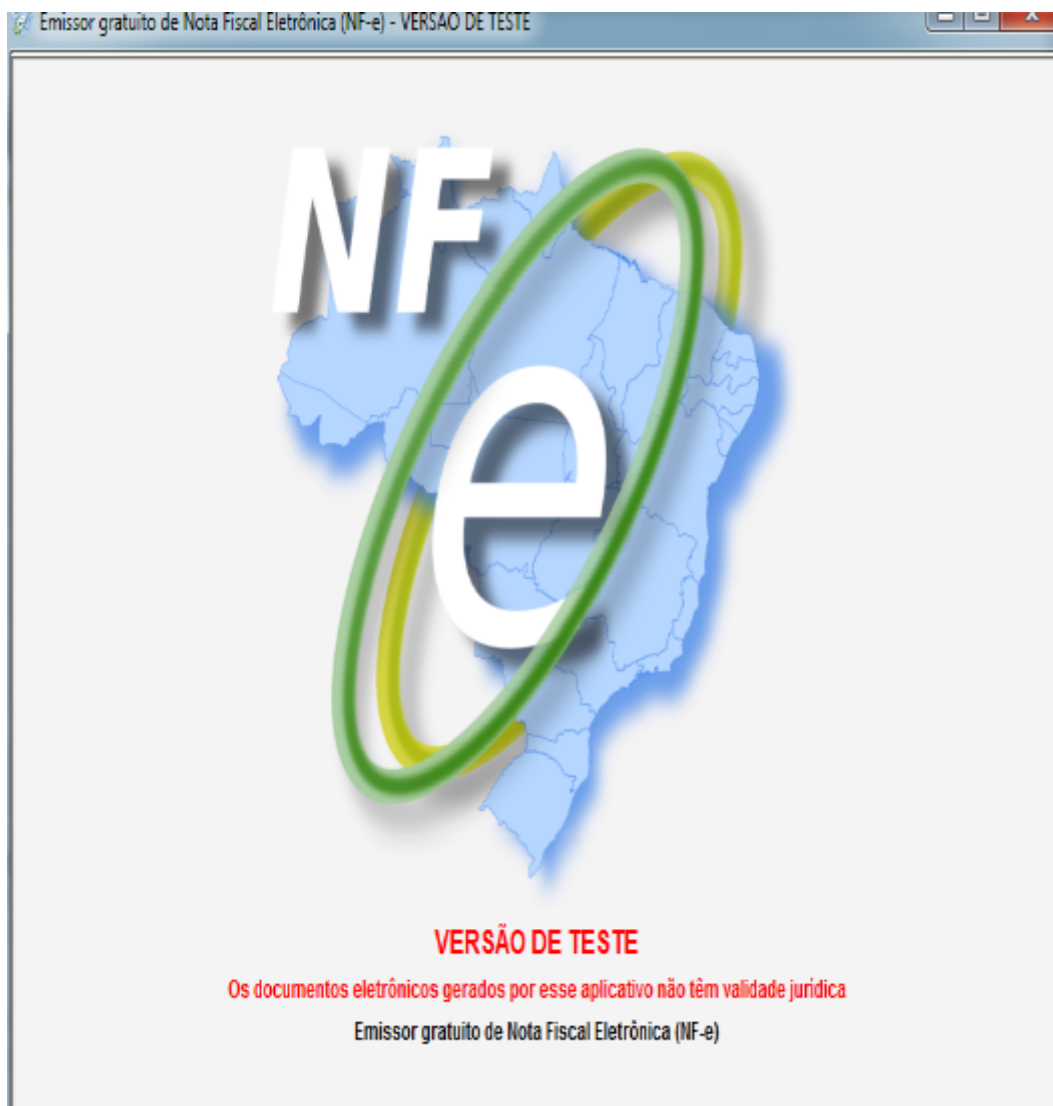 Emissor gratuito de Nota Fiscal Eletrônica (NF-e) - VERSAO DE TESTE
NF
e
VERSÃO DE TESTE
Os documentos eletrônicos gerados por esse aplicativo não têm validade jurídica
Emissor gratuito de Nota Fiscal Eletrônica (NF-e)